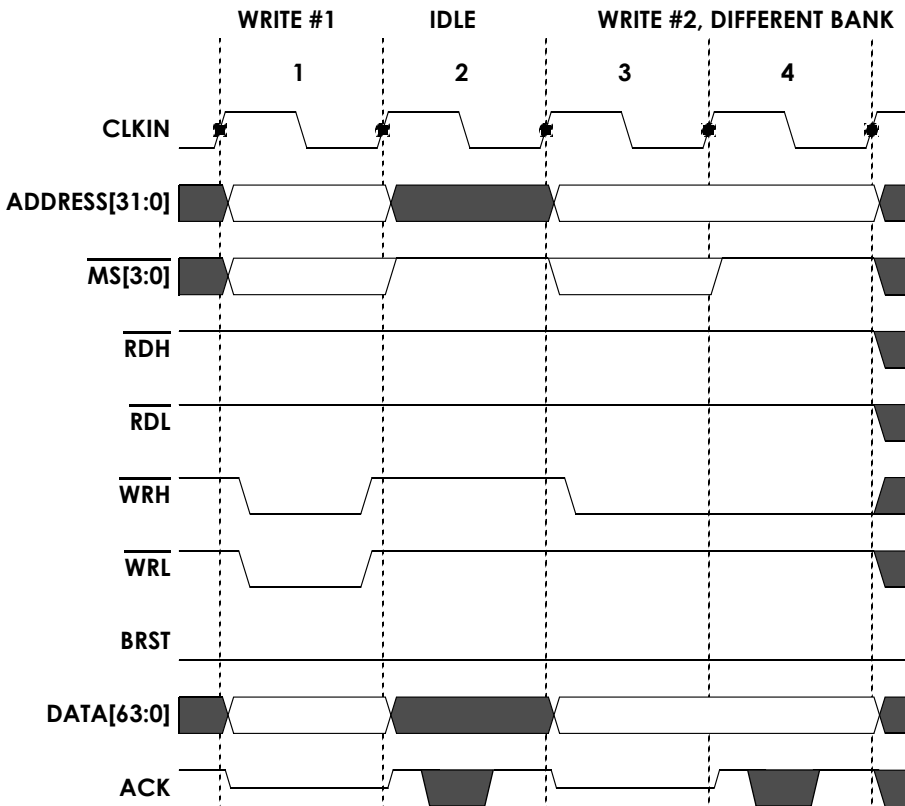 WRITE #1 IDLE WRITE #2, DIFFERENT BANK
1 2 3 4
CLKIN
ADDRESS[31:0]
MS[3:0]
RDH
RDL
WRH
WRL
BRST
DATA[63:0]
ACK